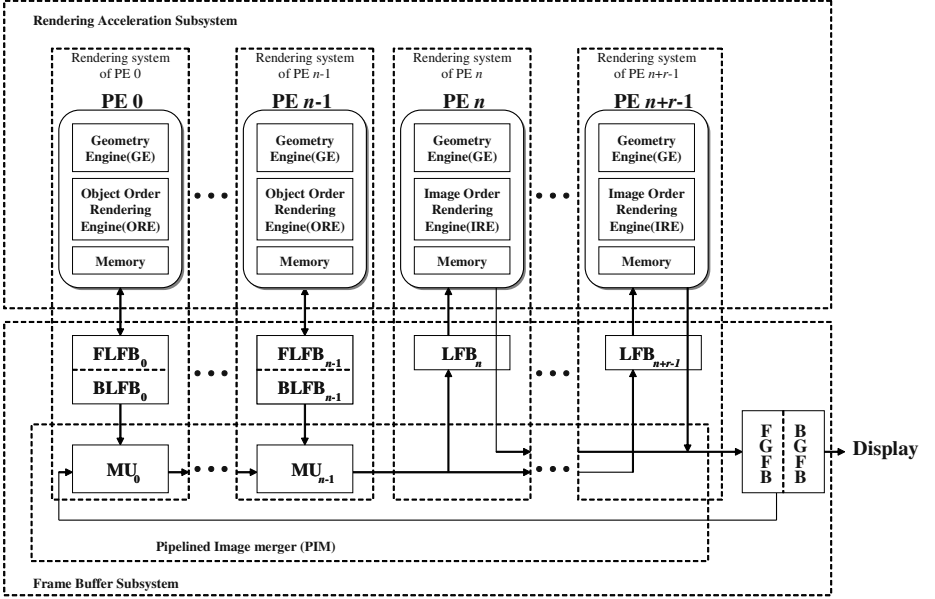 Rendering Acceleration Subsystem
Rendering system
of PE 0
Rendering system
of PE n-1
Rendering system
of PE n
Rendering system
of PE n+r-1
PE 0
PE n-1
PE n
PE n+r-1
Geometry
Engine(GE)
Geometry
Engine(GE)
Geometry
Engine(GE)
Geometry
Engine(GE)
Object Order
Rendering
Engine(ORE)
Object Order
Rendering
Engine(ORE)
Image Order
Rendering
Engine(IRE)
Image Order
Rendering
Engine(IRE)
Memory
Memory
Memory
Memory
FLFB0
FLFBn-1
LFBn
LFBn+r-1
BLFB0
BLFBn-1
MU0
MUn-1
FGFB
BGFB
Display
Pipelined Image merger (PIM)
Frame Buffer Subsystem